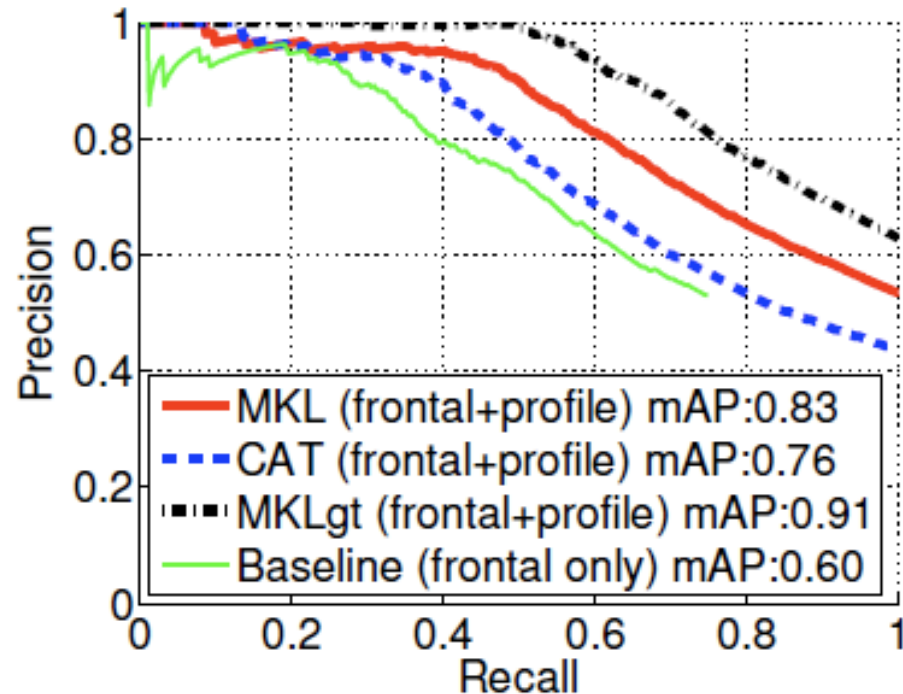 1
0.8
0.6
0.4
0.2
0
Precision
MKL (frontal+profile) mAP:0.83
CAT (frontal+profile) mAP:0.76
MKLgt (frontal+profile) mAP:0.91
Baseline (frontal only) mAP:0.60
0 0.2 0.4 0.6 0.8 1
Recall